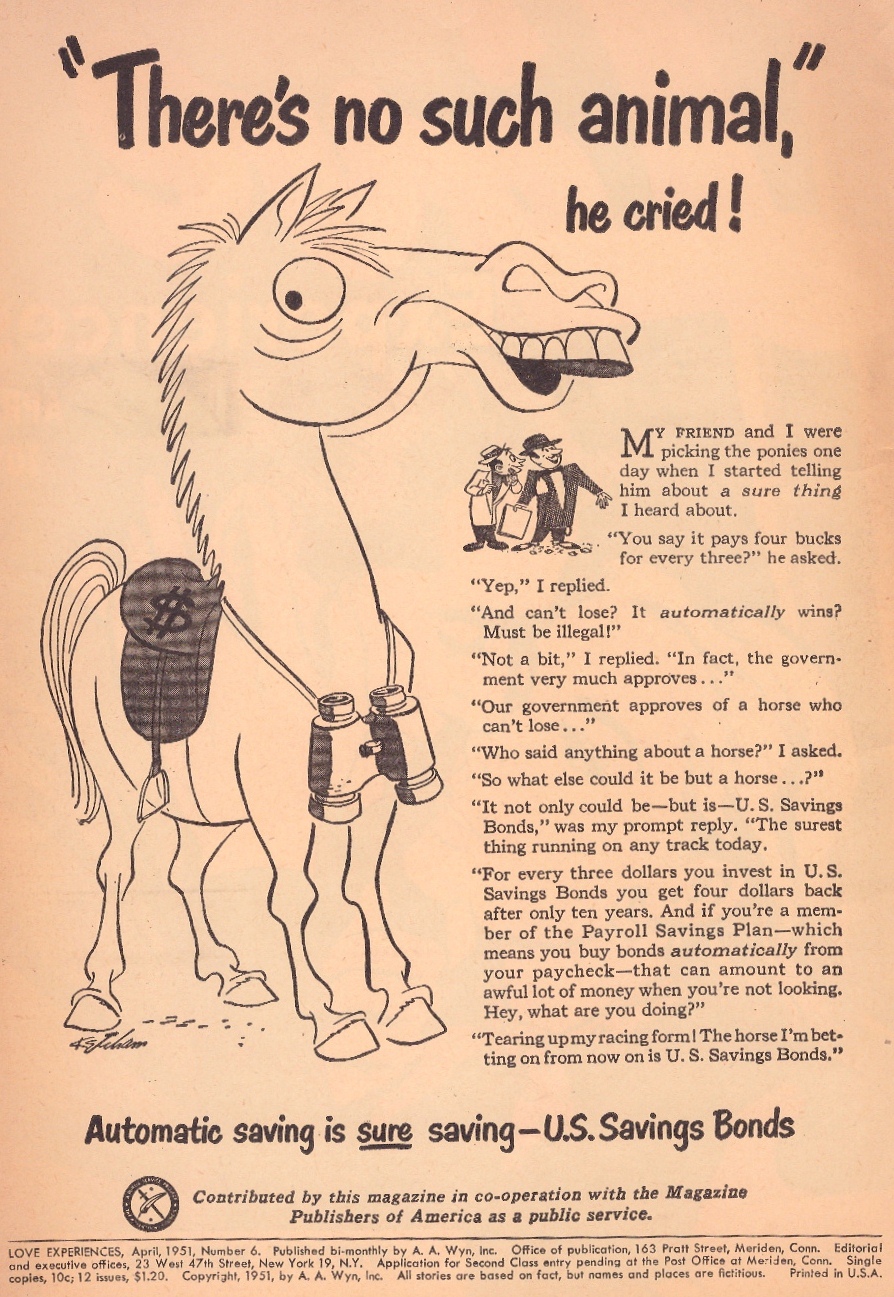 "There's no such animal,"
he cried!
MY FRIEND and I were
picking the ponies one
day when I started telling
him about a sure thing
I heard about.
"You say it pays four bucks
for every three?" he asked.
"Yep," I replied.
"And can't lose? It automatically wins?
Must be illegal!"
"Not a bit," I replied. "In fact, the govern-
ment very much approves..."
"Our government approves of a horse who
can't lose..."
"Who said anything about a horse?" I asked.
"So what else could it be but a horse...?"
"It not only could be—but is—U. S. Savings
Bonds," was my prompt reply. "The surest
thing running on any track today.
"For every three dollars you invest in U. S.
Savings Bonds you get four dollars back
after only ten years. And if you're a mem-
ber of the Payroll Savings Plan—which
means you buy bonds automatically from
your paycheck—that can amount to an
awful lot of money when you're not looking.
Hey, what are you doing?"
"Tearing up my racing form! The horse I'm bet-
ting on from now on is U. S. Savings Bonds."
$
Ketcham
Automatic saving is sure saving—U.S. Savings Bonds
Contributed by this magazine in co-operation with the Magazine
Publishers of America as a public service.
LOVE EXPERIENCES, April, 1951, Number 6. Published bi-monthly by A. A. Wyn, Inc. Office of publication, 163 Pratt Street, Meriden, Conn. Editorial
and executive offices, 23 West 47th Street, New York 19, N.Y. Application for Second Class entry pending at the Post Office at Meriden, Conn. Single
copies, 10c; 12 issues, $1.20. Copyright, 1951, by A. A. Wyn, Inc. All stories are based on fact, but names and places are fictitious. Printed in U.S.A.